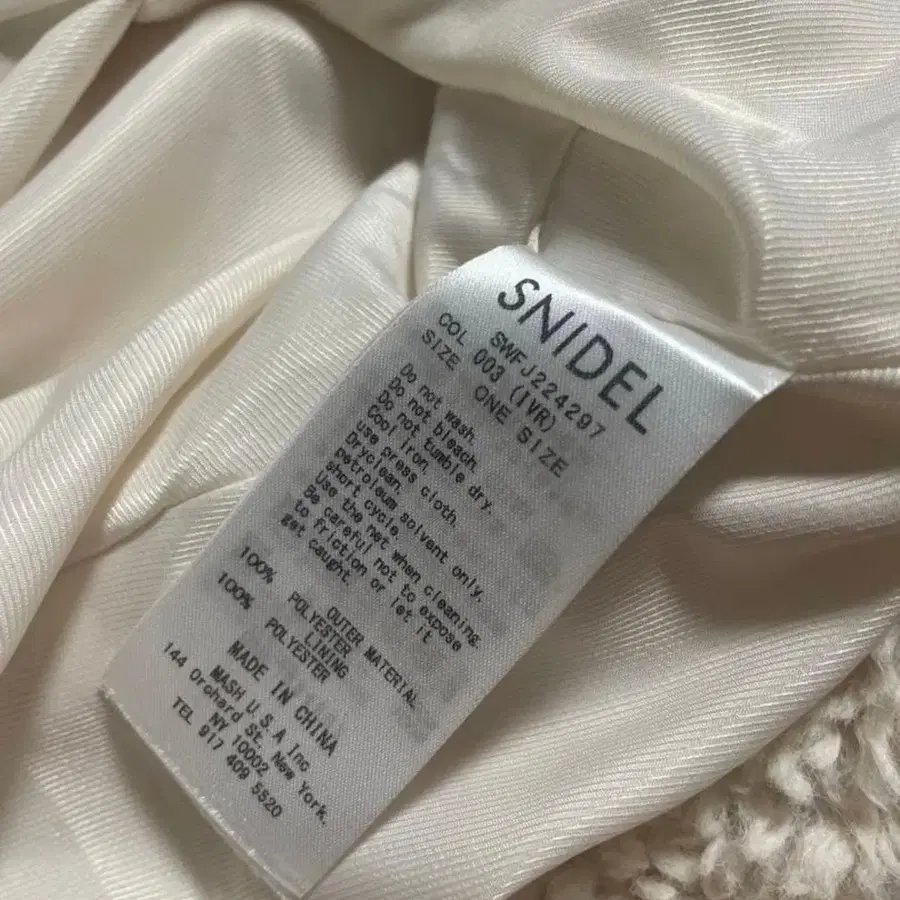 SNIDEL
SWFJ224297
COL 003 (IVR)
SIZE ONE SIZE
Do not wash.
Do not bleach.
Do not tumble dry.
Cool iron.
use press cloth.
Dryclean.
petroleum solvent only.
short cycle.
Use the net when cleaning.
Be careful not to expose
to friction or let it
get caught.
OUTER MATERIAL
100% POLYESTER
LINING
100% POLYESTER
MADE IN CHINA
MASH U.S.A Inc
144 Orchard St. New York.
NY 10002
TEL 917 409 5520